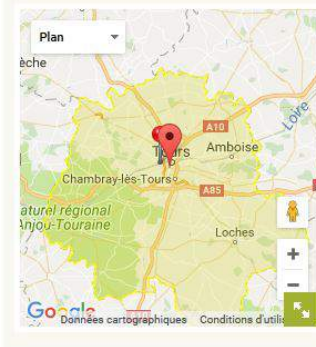 Plan
èche
A10
Loire
Tours
Amboise
Chambray-lès-Tours
A85
aturel régional
Anjou-Touraine
Loches
+
−
Google
Données cartographiques Conditions d'utilis